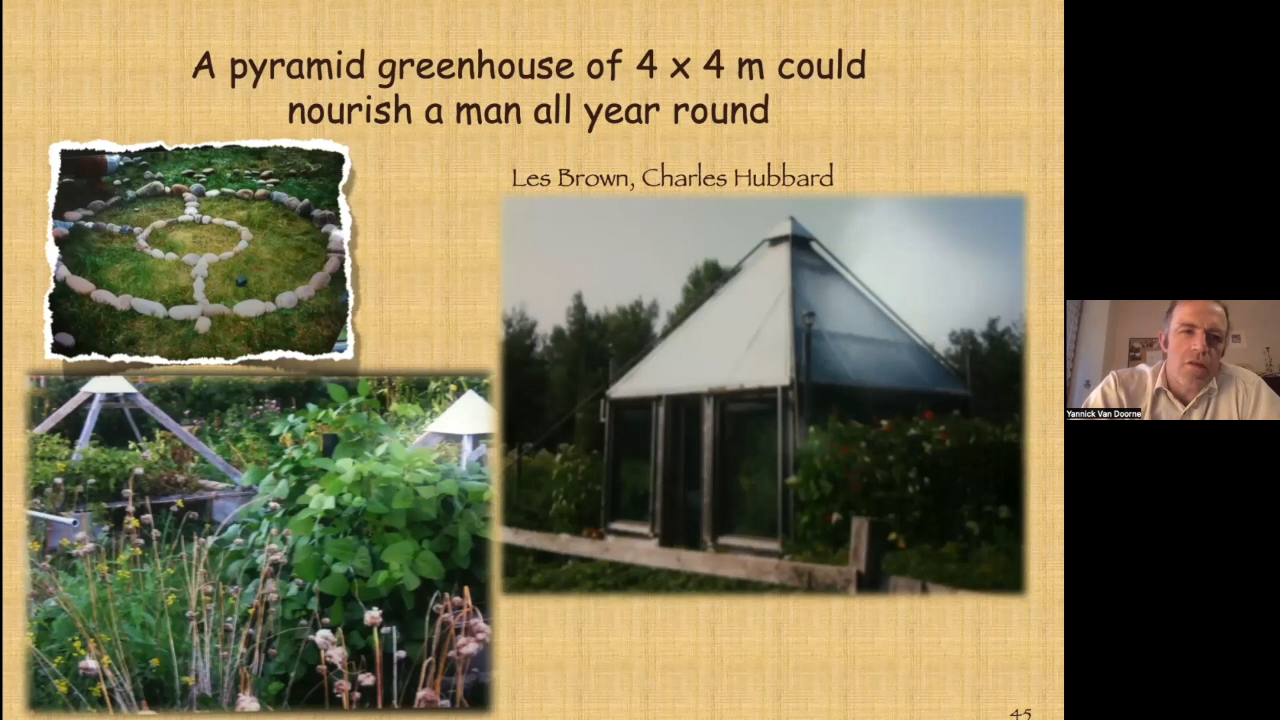 A pyramid greenhouse of 4 x 4 m could
nourish a man all year round
Les Brown, Charles Hubbard
Yannick Van Doorne
45